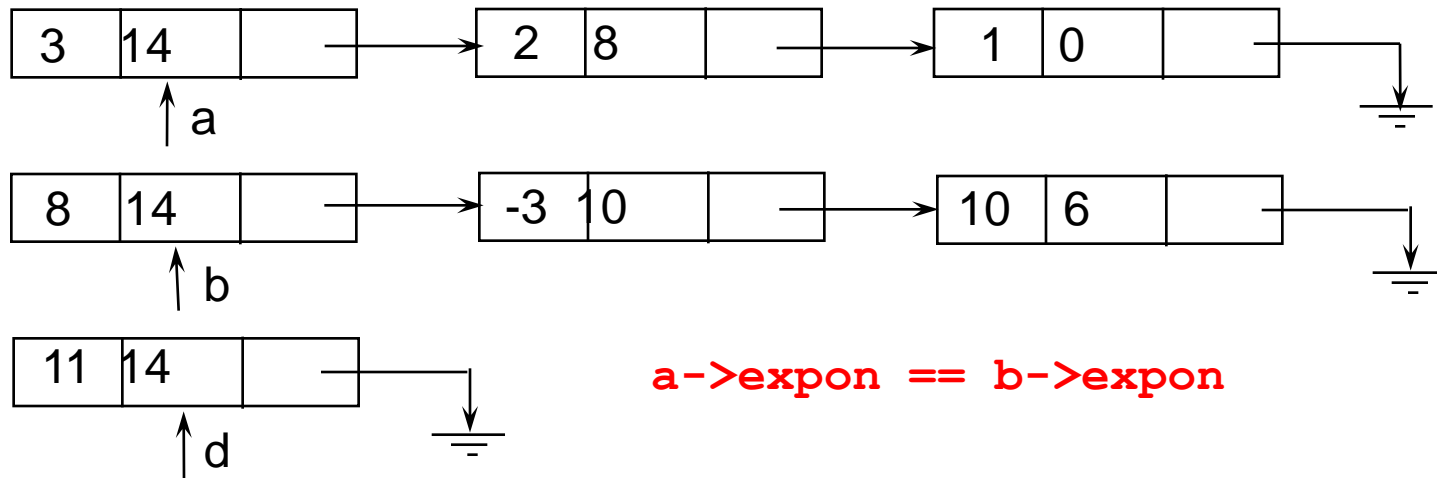 3 14 2 8 1 0
a
8 14 -3 10 10 6
b
11 14 a->expon == b->expon
d